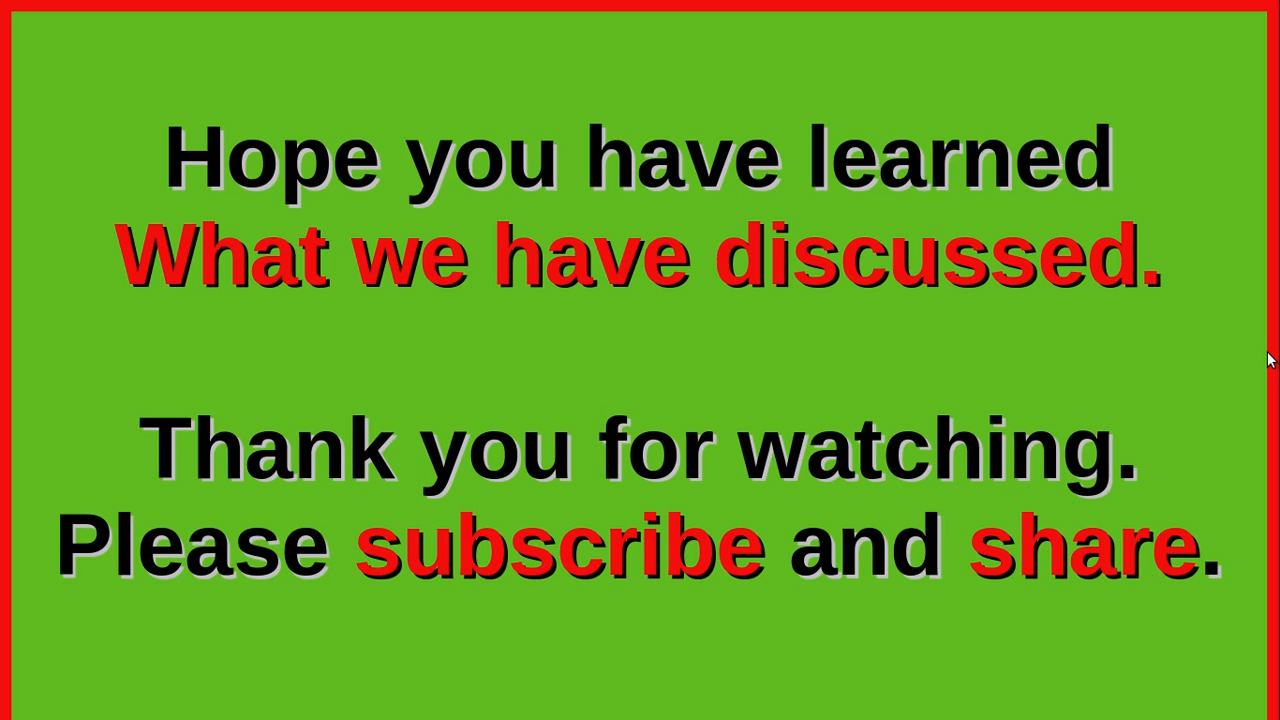 Hope you have learned
What we have discussed.
Thank you for watching.
Please subscribe and share.